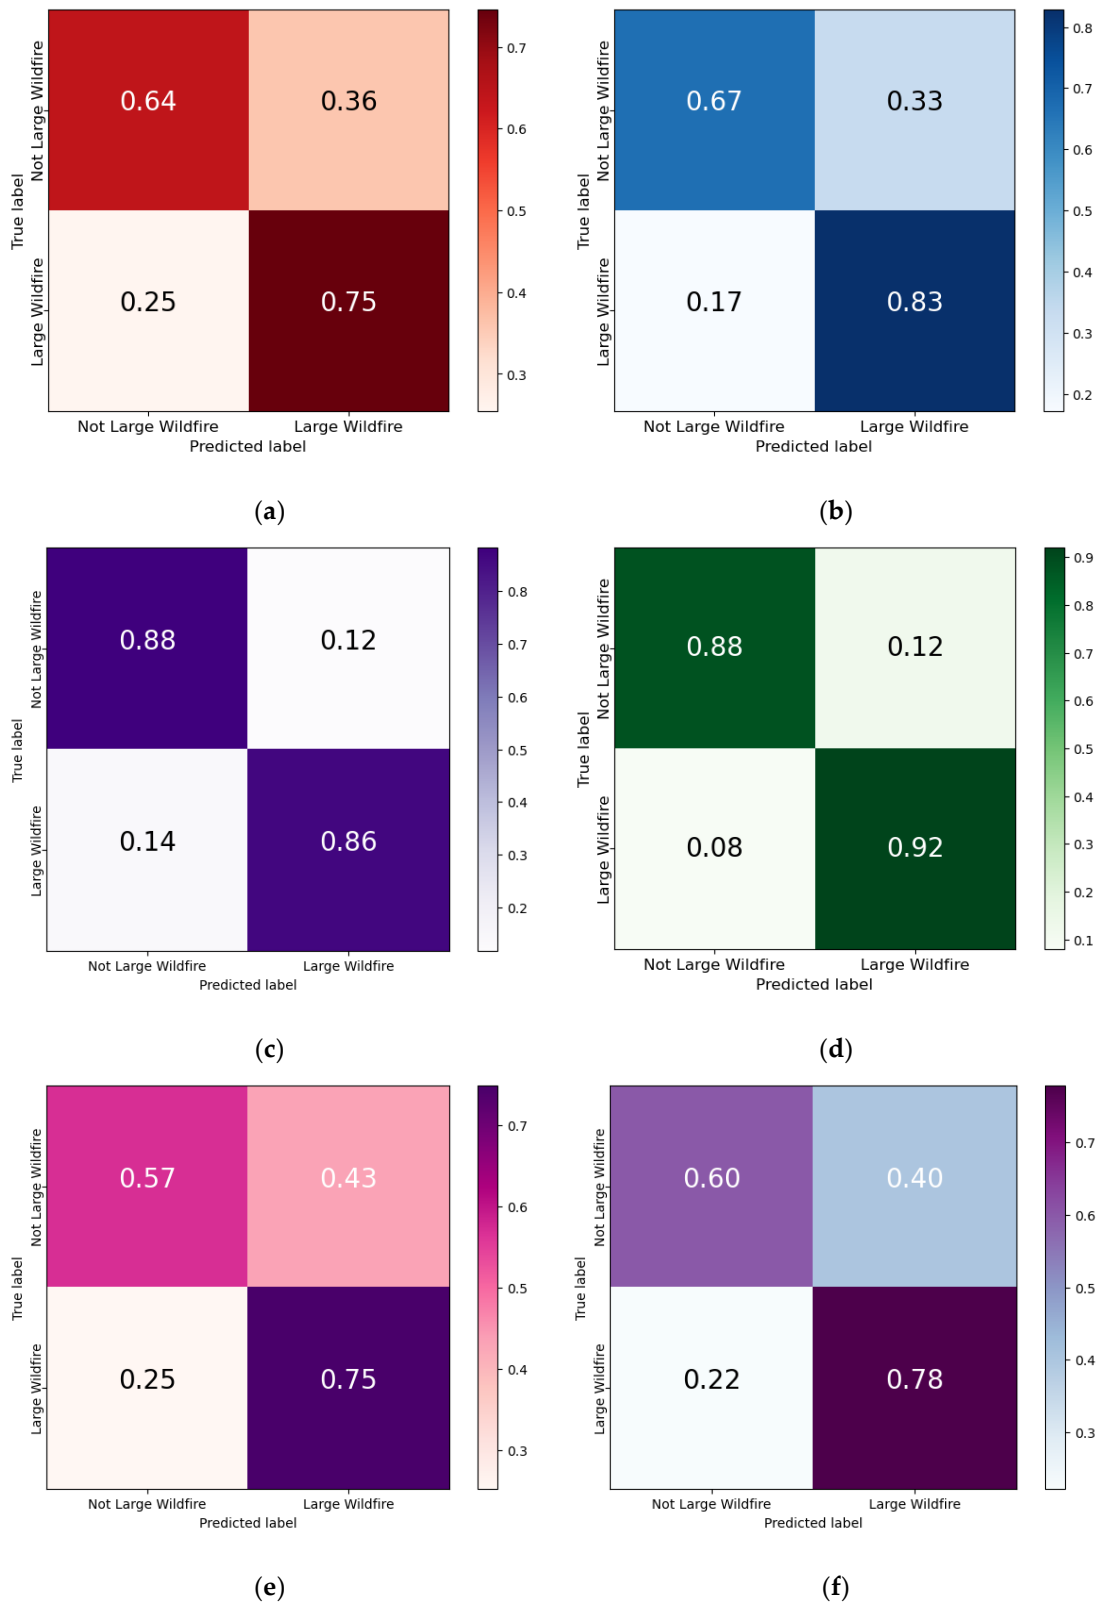 Not Large Wildfire
Large Wildfire
True label
0.64
0.36
0.25
0.75
Not Large Wildfire
Large Wildfire
Predicted label
0.7
0.6
0.5
0.4
0.3
(a)
Not Large Wildfire
Large Wildfire
True label
0.67
0.33
0.17
0.83
Not Large Wildfire
Large Wildfire
Predicted label
0.8
0.7
0.6
0.5
0.4
0.3
0.2
(b)
Not Large Wildfire
Large Wildfire
True label
0.88
0.12
0.14
0.86
Not Large Wildfire
Large Wildfire
Predicted label
0.8
0.7
0.6
0.5
0.4
0.3
0.2
(c)
Not Large Wildfire
Large Wildfire
True label
0.88
0.12
0.08
0.92
Not Large Wildfire
Large Wildfire
Predicted label
0.9
0.8
0.7
0.6
0.5
0.4
0.3
0.2
0.1
(d)
Not Large Wildfire
Large Wildfire
True label
0.57
0.43
0.25
0.75
Not Large Wildfire
Large Wildfire
Predicted label
0.7
0.6
0.5
0.4
0.3
(e)
Not Large Wildfire
Large Wildfire
True label
0.60
0.40
0.22
0.78
Not Large Wildfire
Large Wildfire
Predicted label
0.7
0.6
0.5
0.4
0.3
(f)